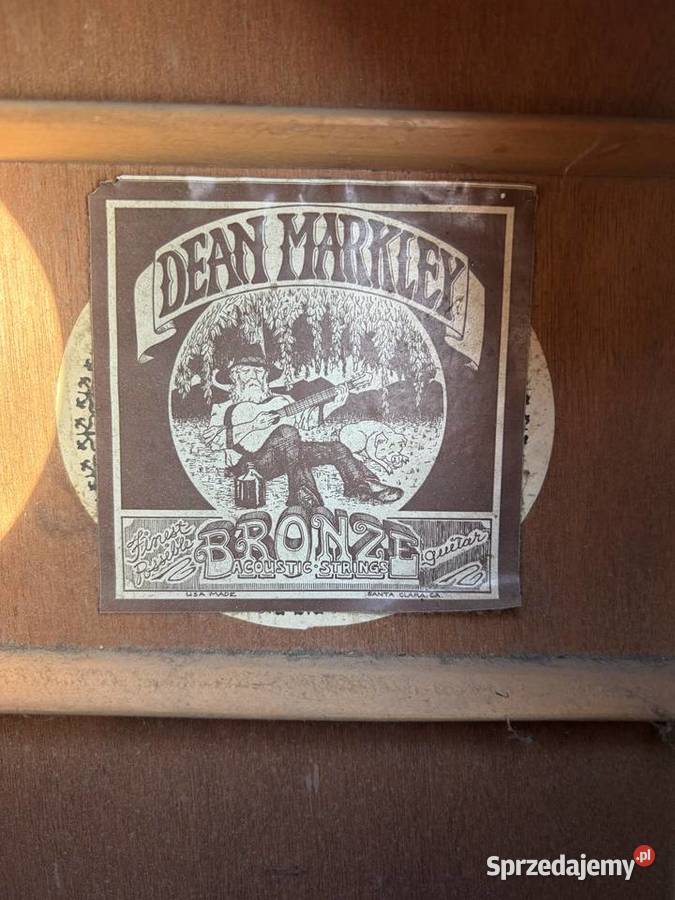 DEAN MARKLEY
Finest
Possible
BRONZE
guitar
ACOUSTIC·STRINGS
USA MADE
SANTA CLARA, CA.
Sprzedajemy.pl